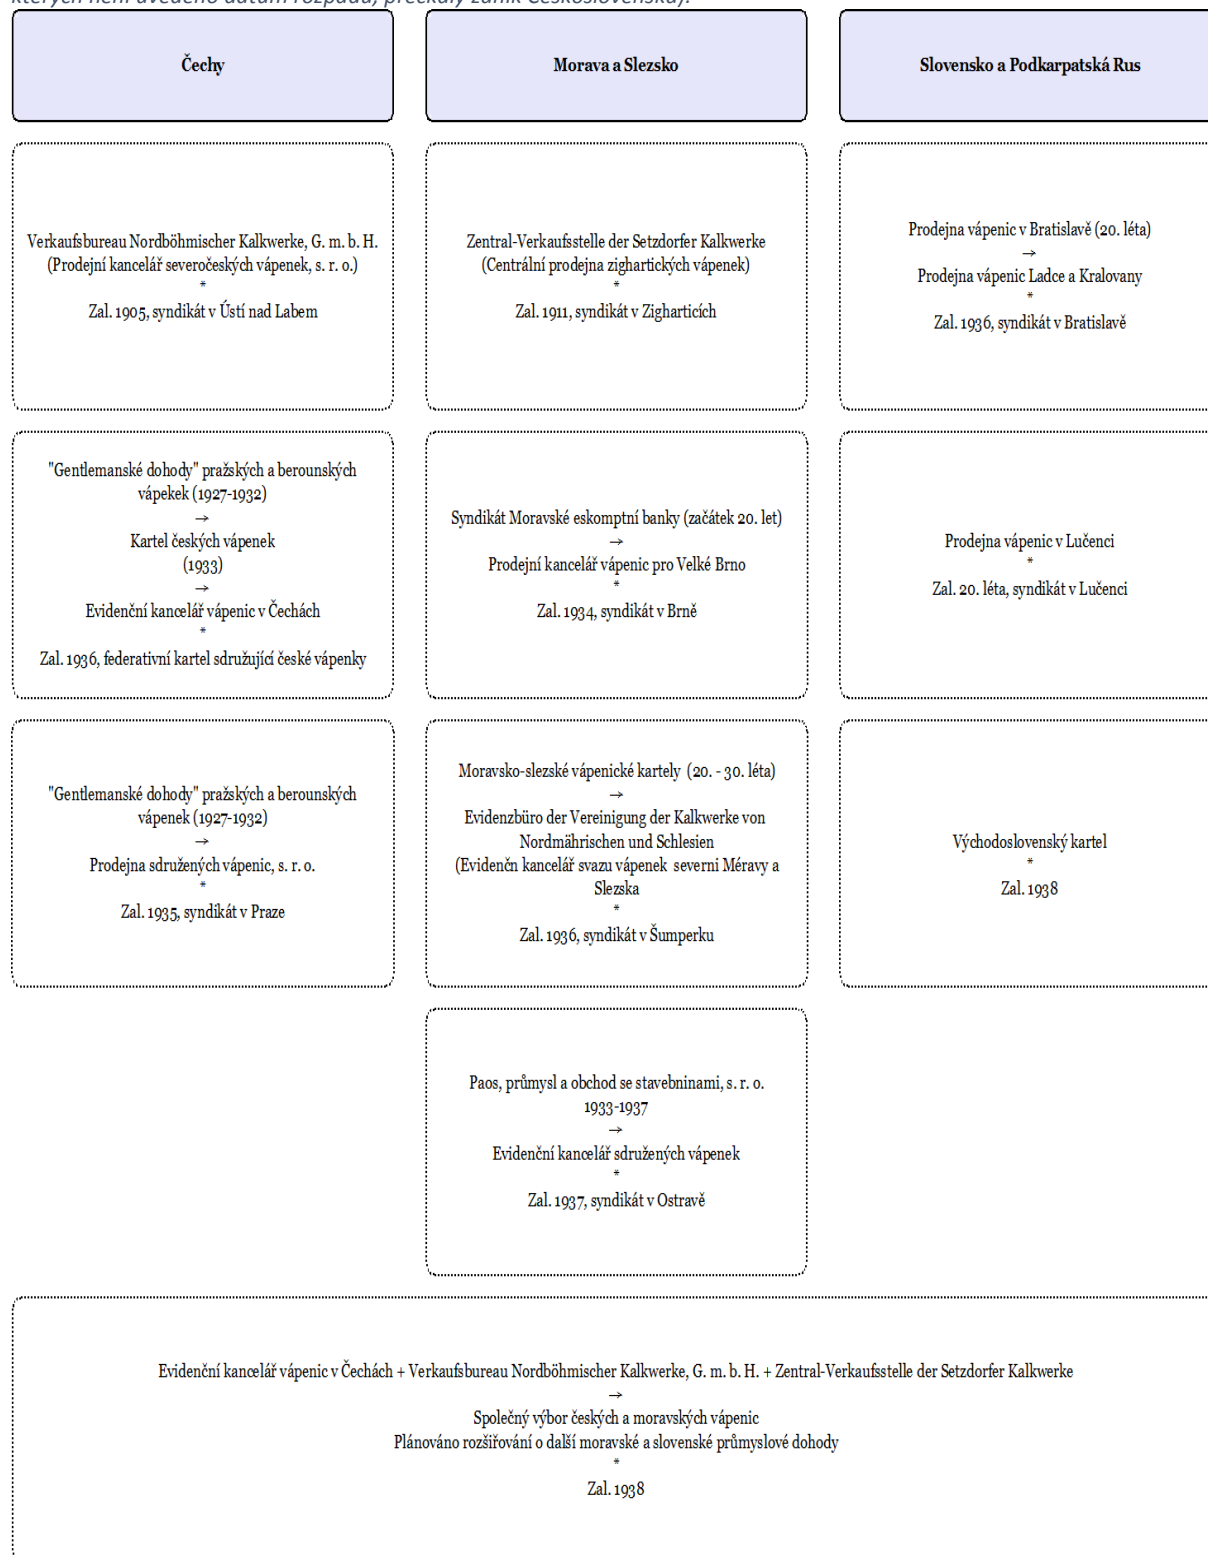 kterých není uvedeno datum rozpadu, přečkaly zánik Československa).
Čechy
Morava a Slezsko
Slovensko a Podkarpatská Rus
Verkaufsbureau Nordböhmischer Kalkwerke, G. m. b. H.
(Prodejní kancelář severočeských vápenek, s. r. o.)
*
Zal. 1905, syndikát v Ústí nad Labem
Zentral-Verkaufsstelle der Setzdorfer Kalkwerke
(Centrální prodejna zighartických vápenek)
*
Zal. 1911, syndikát v Zigharticích
Prodejna vápenic v Bratislavě (20. léta)
→
Prodejna vápenic Ladce a Kralovany
*
Zal. 1936, syndikát v Bratislavě
"Gentlemanské dohody" pražských a berounských
vápekek (1927-1932)
→
Kartel českých vápenek
(1933)
→
Evidenční kancelář vápenic v Čechách
*
Zal. 1936, federativní kartel sdružující české vápenky
Syndikát Moravské eskomptní banky (začátek 20. let)
→
Prodejní kancelář vápenic pro Velké Brno
*
Zal. 1934, syndikát v Brně
Prodejna vápenic v Lučenci
*
Zal. 20. léta, syndikát v Lučenci
"Gentlemanské dohody" pražských a berounských
vápenek (1927-1932)
→
Prodejna sdružených vápenic, s. r. o.
*
Zal. 1935, syndikát v Praze
Moravsko-slezské vápenické kartely (20. - 30. léta)
→
Evidenzbüro der Vereinigung der Kalkwerke von
Nordmährischen und Schlesien
(Evidenčn kancelář svazu vápenek severni Méravy a
Slezska
*
Zal. 1936, syndikát v Šumperku
Východoslovenský kartel
*
Zal. 1938
Paos, průmysl a obchod se stavebninami, s. r. o.
1933-1937
→
Evidenční kancelář sdružených vápenek
*
Zal. 1937, syndikát v Ostravě
Evidenční kancelář vápenic v Čechách + Verkaufsbureau Nordböhmischer Kalkwerke, G. m. b. H. + Zentral-Verkaufsstelle der Setzdorfer Kalkwerke
→
Společný výbor českých a moravských vápenic
Plánováno rozšiřování o další moravské a slovenské průmyslové dohody
*
Zal. 1938